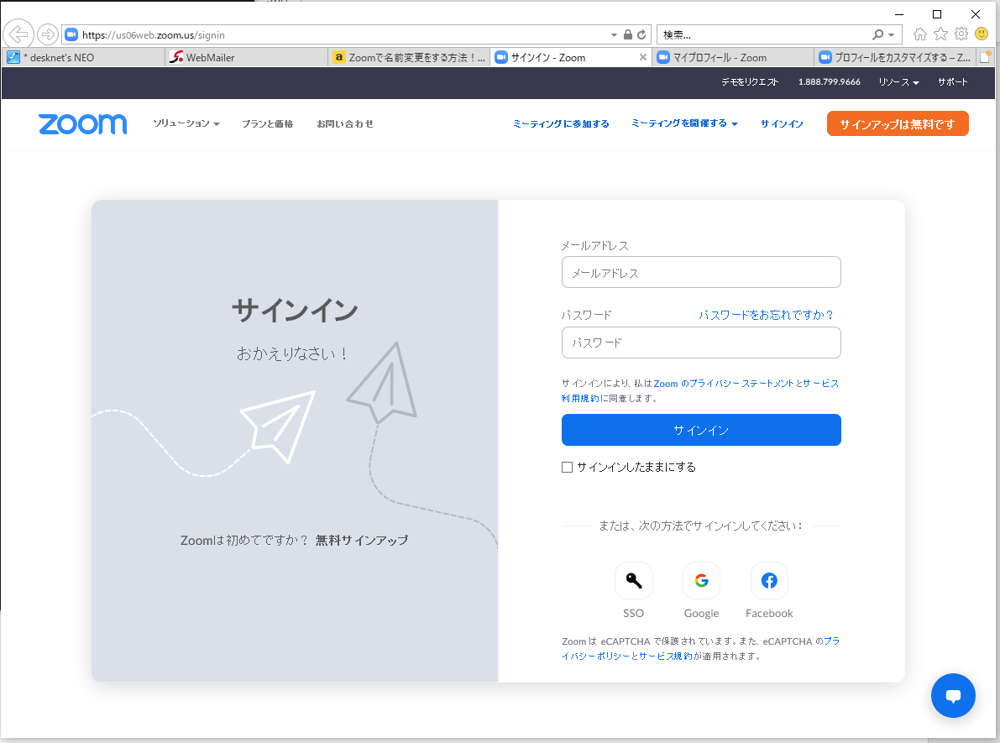 https://us06web.zoom.us/signin
検索...
* desknet's NEO
WebMailer
Zoomで名前変更をする方法！...
サインイン - Zoom
マイプロフィール - Zoom
プロフィールをカスタマイズする – Z...
デモをリクエスト
1.888.799.9666
リソース
サポート
zoom
ソリューション
プランと価格
お問い合わせ
ミーティングに参加する
ミーティングを開催する
サインイン
サインアップは無料です
サインイン
おかえりなさい！
Zoomは初めてですか？ 無料サインアップ
メールアドレス
メールアドレス
パスワード
パスワードをお忘れですか？
パスワード
サインインにより、私はZoom のプライバシーステートメントとサービス
利用規約に同意します。
サインイン
サインインしたままにする
または、次の方法でサインインしてください：
SSO
Google
Facebook
Zoom は eCAPTCHA で保護されています。また、eCAPTCHA のプラ
イバシーポリシーとサービス規約が適用されます。